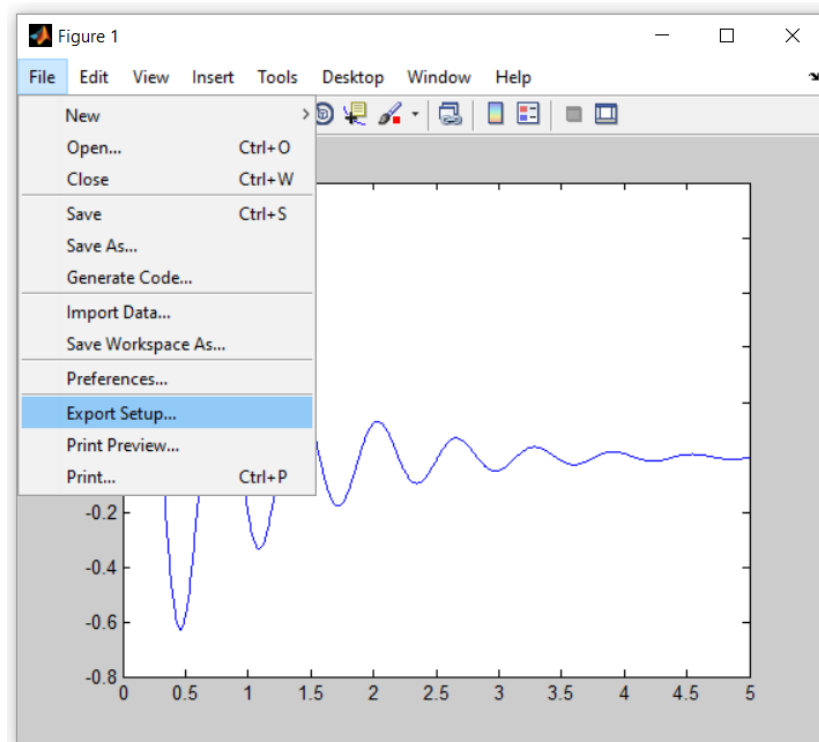 Figure 1
File Edit View Insert Tools Desktop Window Help
New
Open... Ctrl+O
Close Ctrl+W
Save Ctrl+S
Save As...
Generate Code...
Import Data...
Save Workspace As...
Preferences...
Export Setup...
Print Preview...
Print... Ctrl+P
-0.2
-0.4
-0.6
-0.8
0 0.5 1 1.5 2 2.5 3 3.5 4 4.5 5